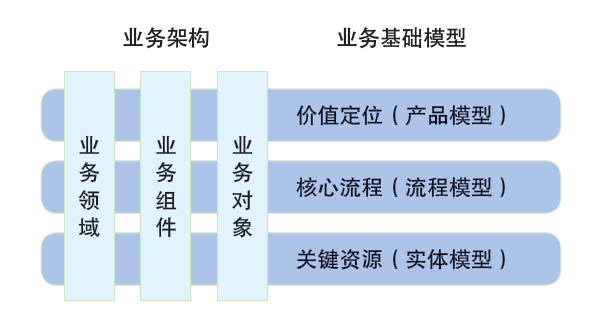 业务架构
业务基础模型
业务领域
业务组件
业务对象
价值定位（产品模型）
核心流程（流程模型）
关键资源（实体模型）